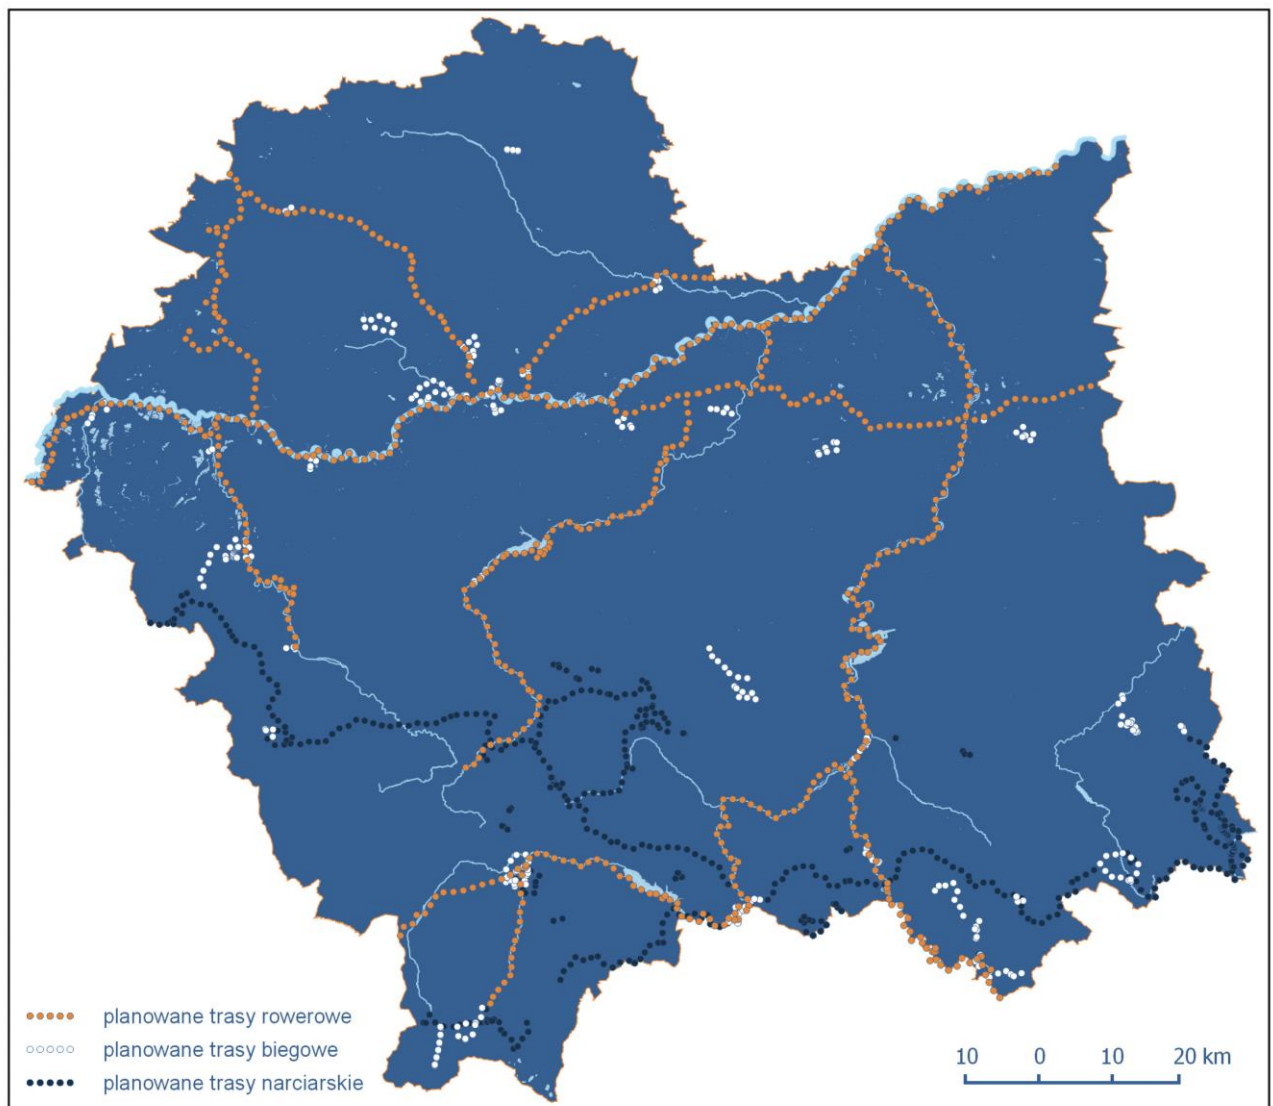 planowane trasy rowerowe
planowane trasy biegowe
planowane trasy narciarskie
10 0 10 20 km